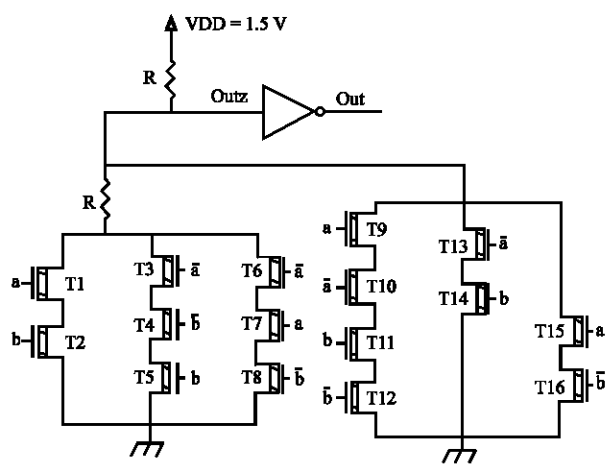 VDD = 1.5 V
R
Outz
Out
R
a
T1
b
T2
T3
ā
T4
b̄
T5
b
T6
ā
T7
a
T8
b̄
a
T9
ā
T10
b
T11
b̄
T12
T13
ā
T14
b
T15
a
T16
b̄